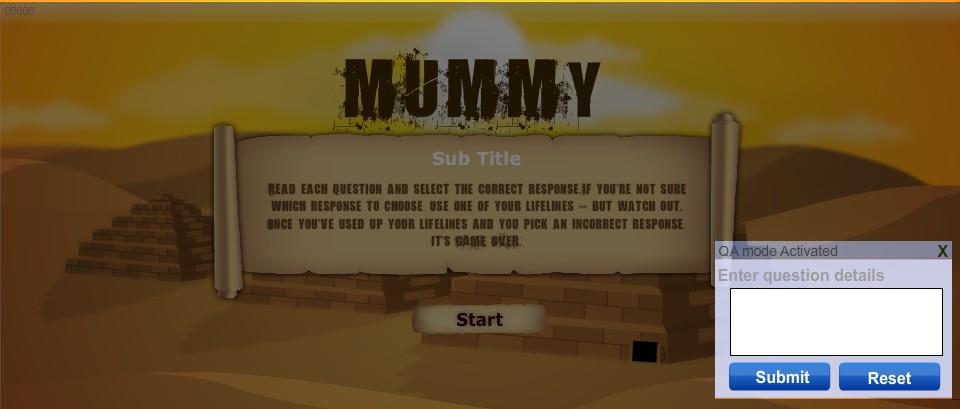 00000
MUMMY
Sub Title
READ EACH QUESTION AND SELECT THE CORRECT RESPONSE.IF YOU'RE NOT SURE
WHICH RESPONSE TO CHOOSE, USE ONE OF YOUR LIFELINES -- BUT WATCH OUT.
ONCE YOU'VE USED UP YOUR LIFELINES AND YOU PICK AN INCORRECT RESPONSE,
IT'S GAME OVER.
Start
QA mode Activated X
Enter question details
Submit Reset